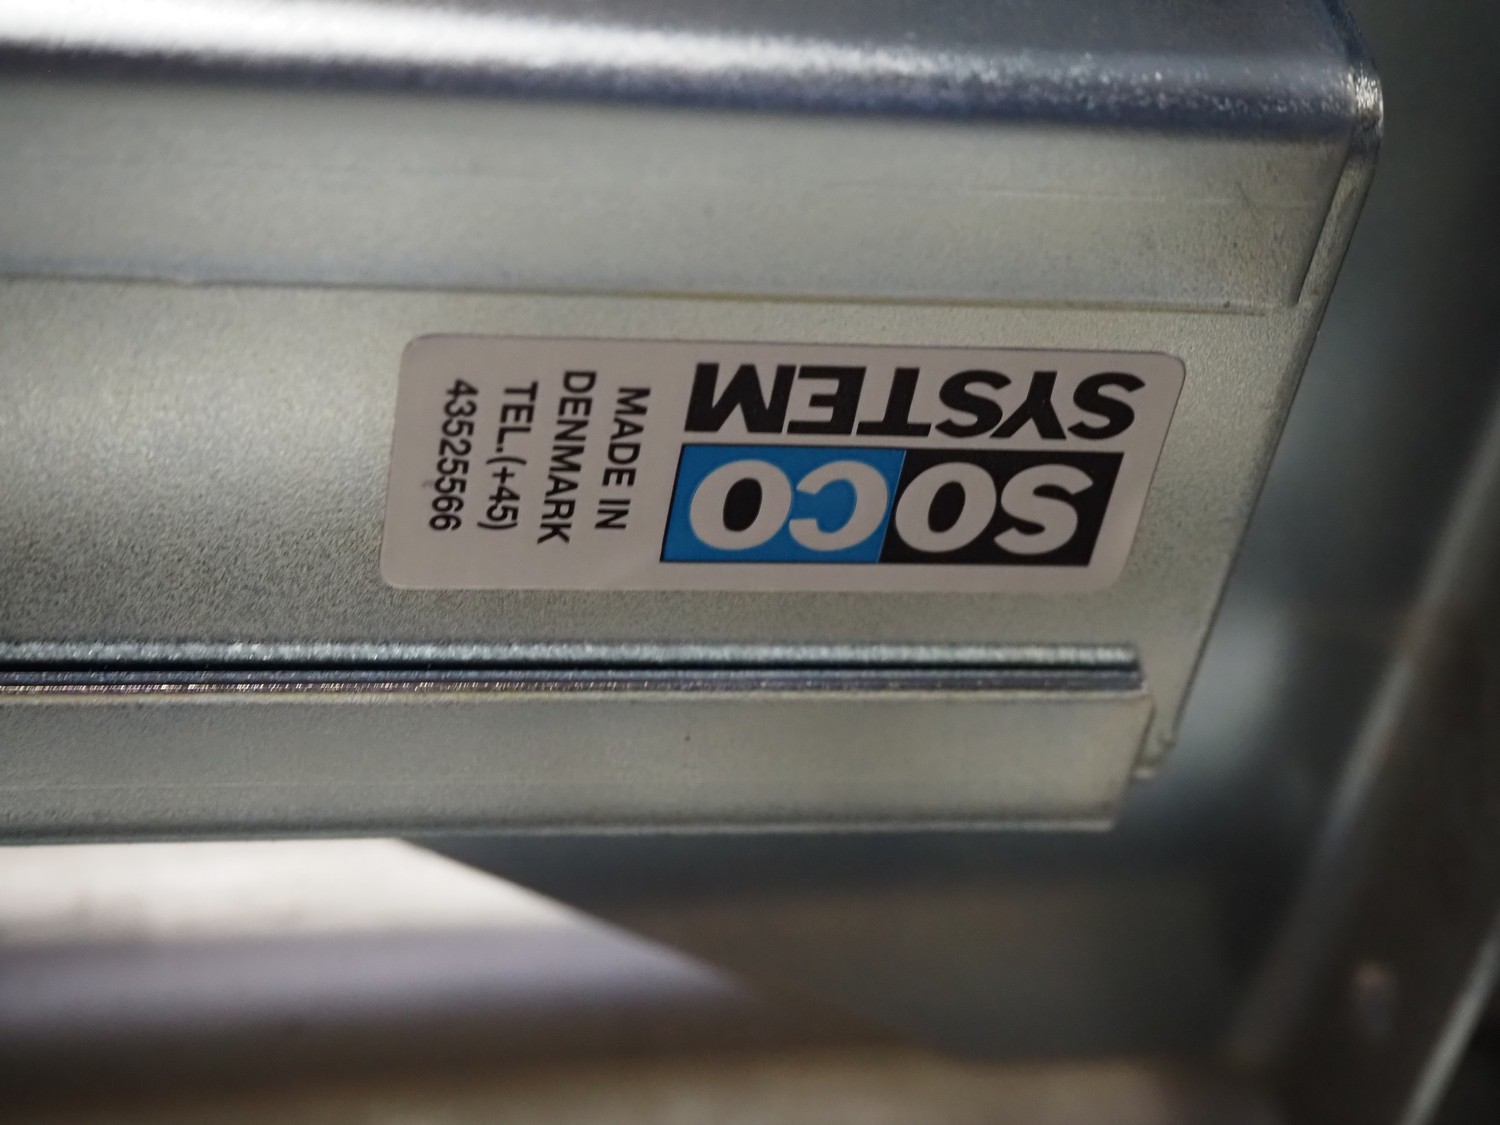 SOCO
SYSTEM
MADE IN
DENMARK
TEL.(+45)
43525566